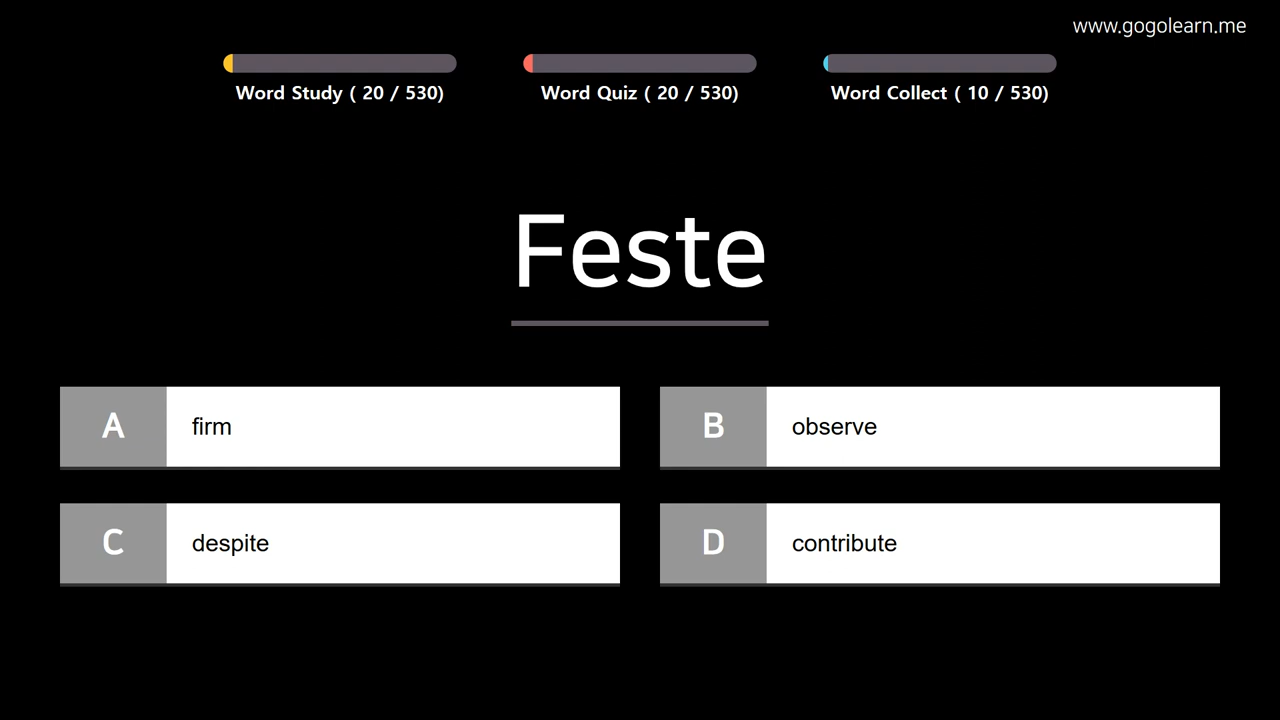 www.gogolearn.me
Word Study ( 20 / 530)
Word Quiz ( 20 / 530)
Word Collect ( 10 / 530)
Feste
A firm
B observe
C despite
D contribute